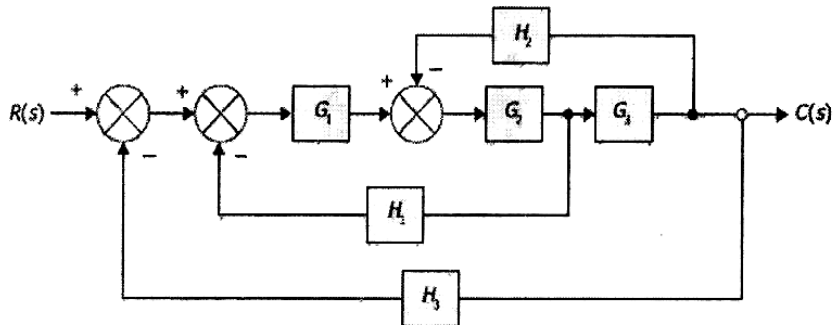 H₂
+ + + −
R(s) G₁ G₂ G₃ C(s)
− −
H₁
H₃